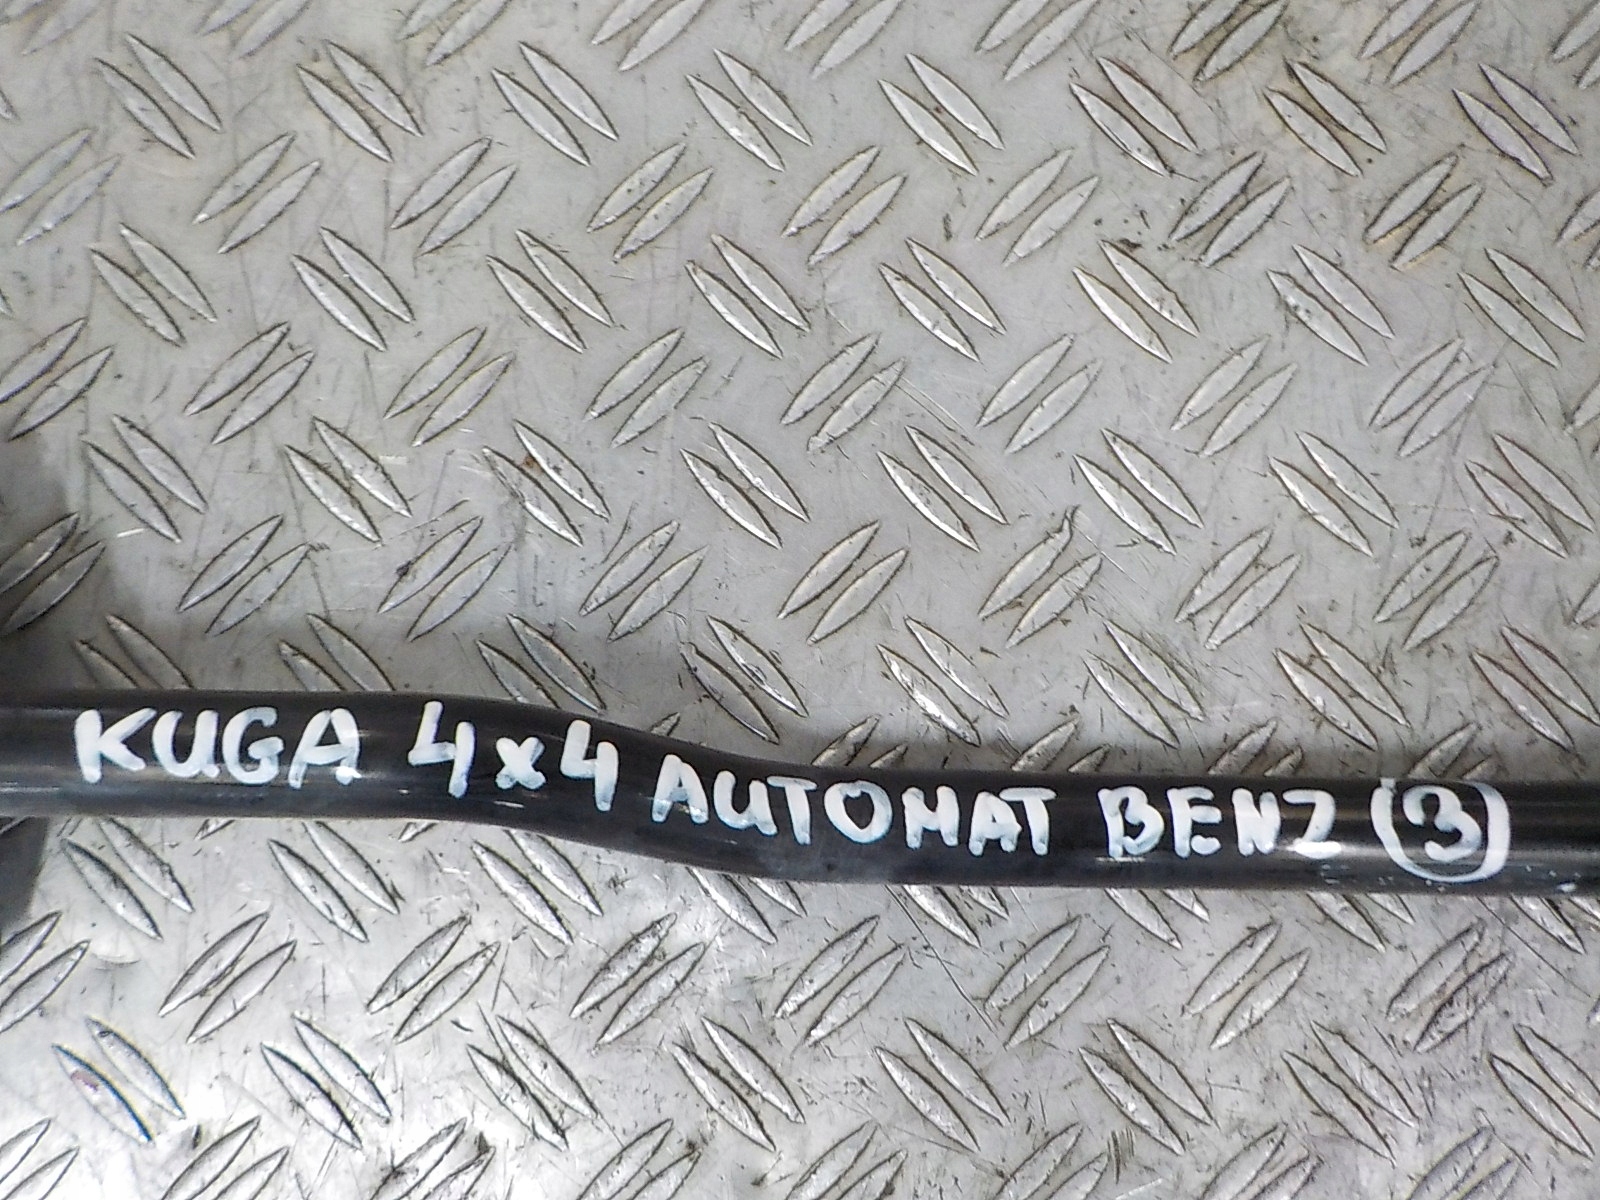 KUGA 4x4 AUTOMAT BENZ (3)